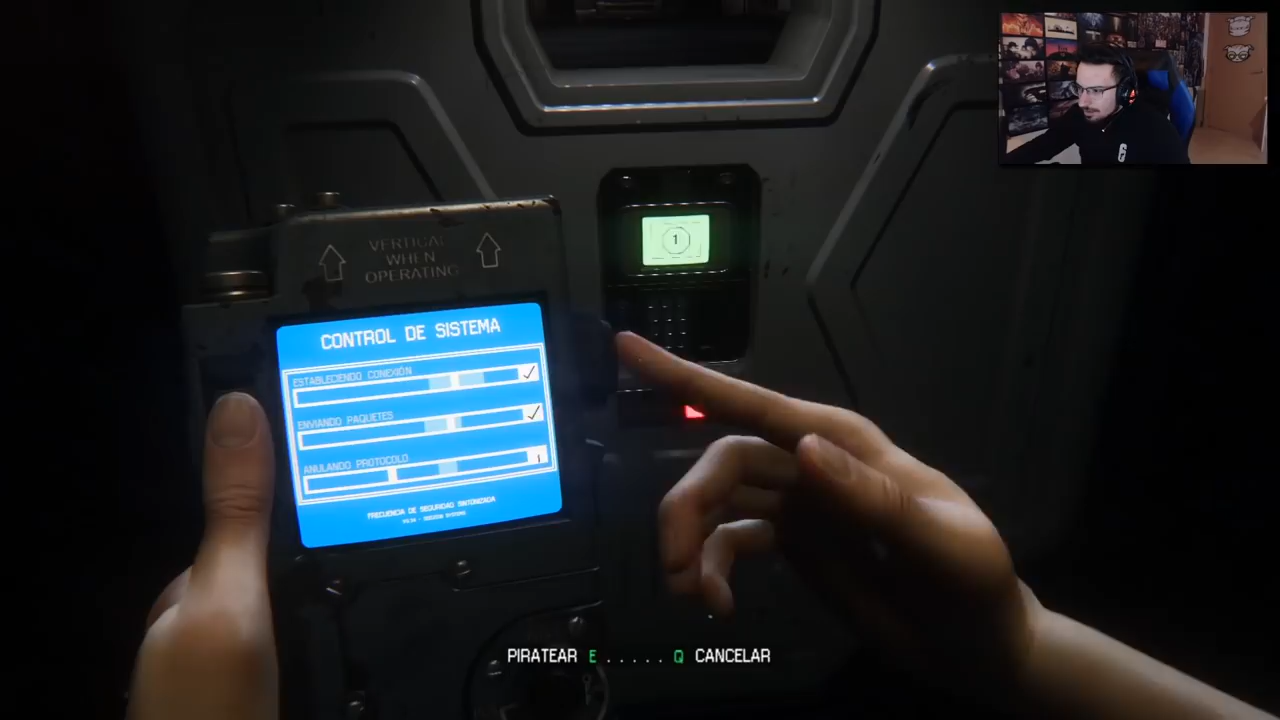 VERTICAL
WHEN
OPERATING
1
CONTROL DE SISTEMA
ESTABLECIENDO CONEXIÓN
ENVIANDO PAQUETES
ANULANDO PROTOCOLO
FRECUENCIA DE SEGURIDAD SINTONIZADA
PIRATEAR E . . . . . Q CANCELAR